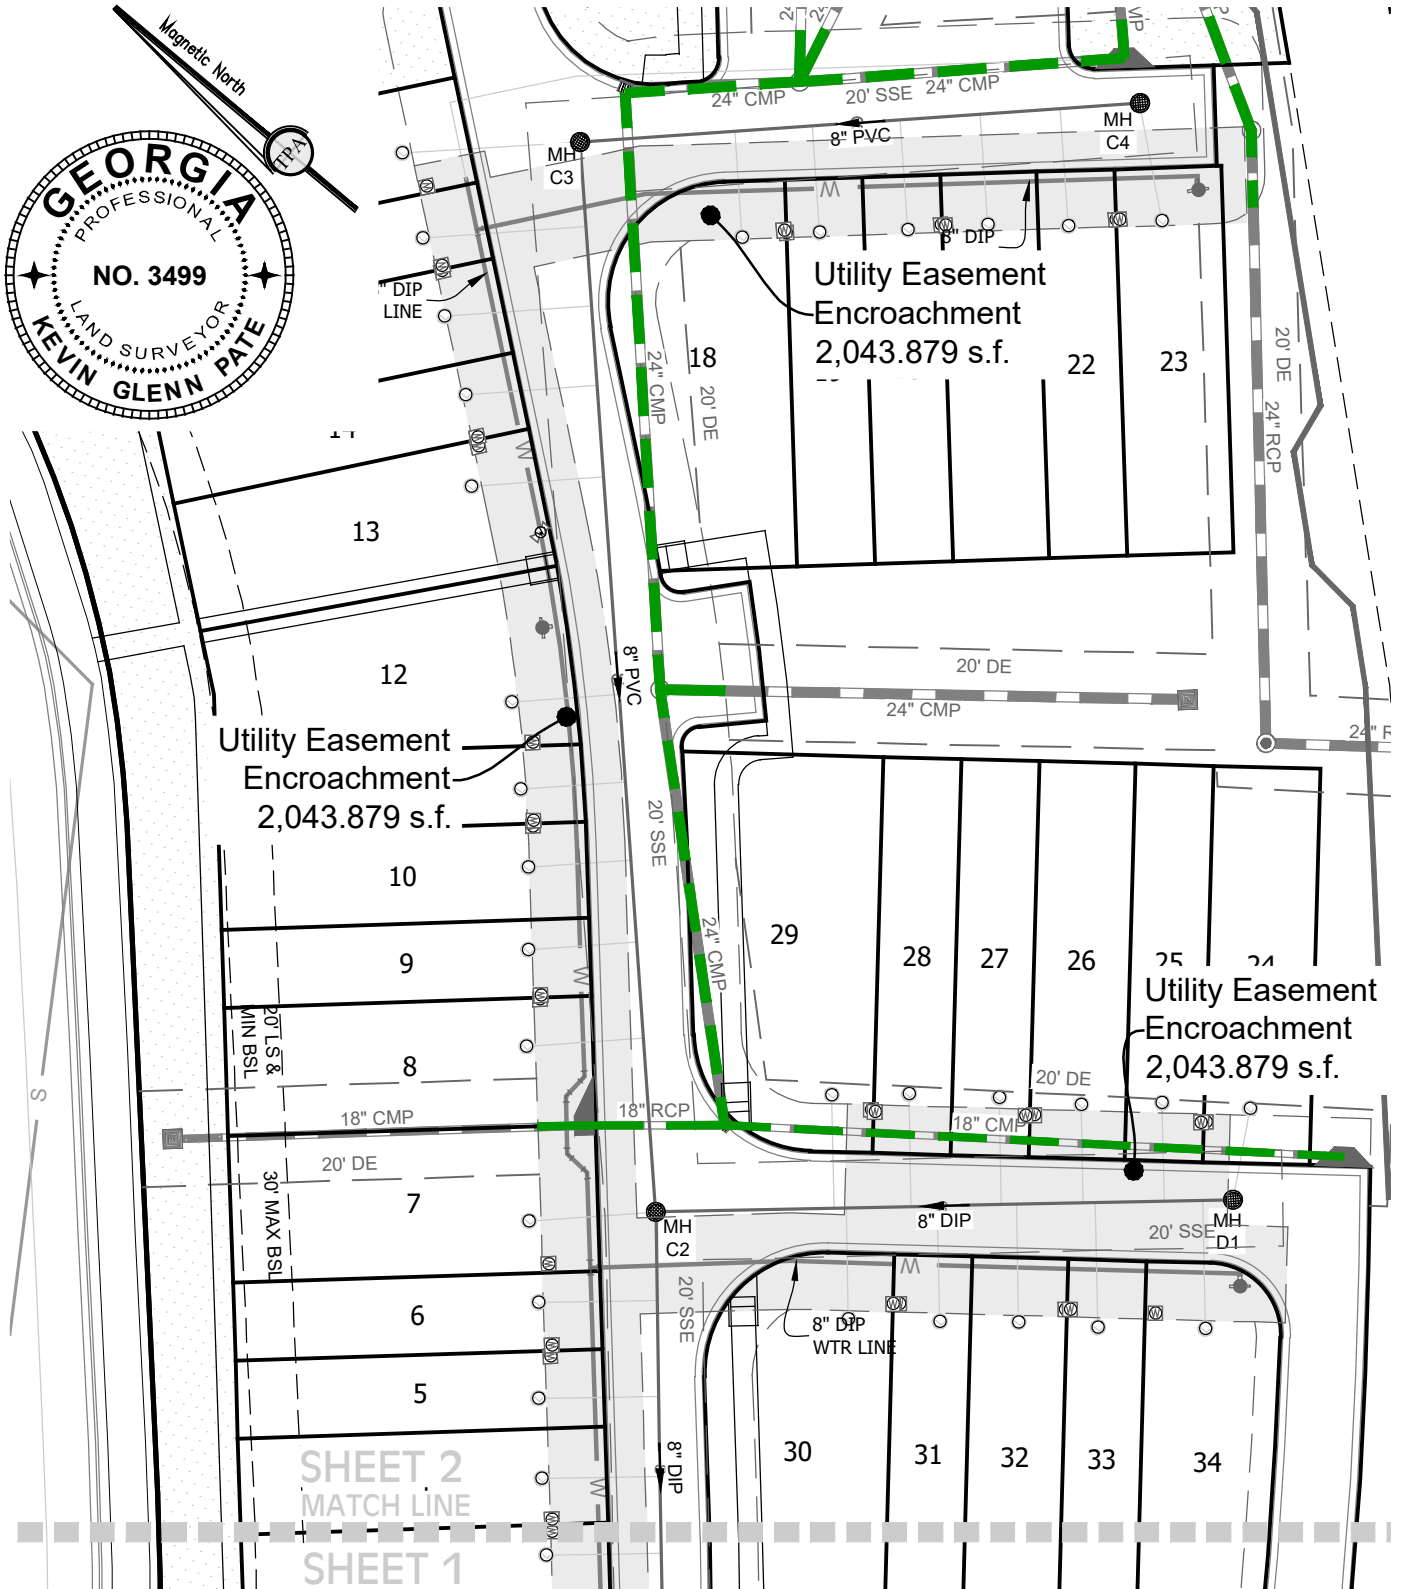 Magnetic North
TPA
GEORGIA
PROFESSIONAL
NO. 3499
LAND SURVEYOR
KEVIN GLENN PATE
24" CMP
20' SSE
24" CMP
MH
C3
8" PVC
MH
C4
W
8" DIP
" DIP
LINE
Utility Easement
Encroachment
2,043.879 s.f.
18
22
23
24" CMP
20' DE
20' DE
24" RCP
14
W
13
12
8" PVC
20' DE
24" CMP
24" R
Utility Easement
Encroachment
2,043.879 s.f.
20' SSE
10
9
W
24" CMP
29
28
27
26
25
24
Utility Easement
Encroachment
2,043.879 s.f.
20' LS &
MIN BSL
8
S
18" CMP
18" RCP
20' DE
18" CMP
20' DE
30' MAX BSL
7
MH
C2
8" DIP
20' SSE
MH
D1
W
20' SSE
8" DIP
WTR LINE
6
5
30
31
32
33
34
8" DIP
W
SHEET 2
MATCH LINE
SHEET 1